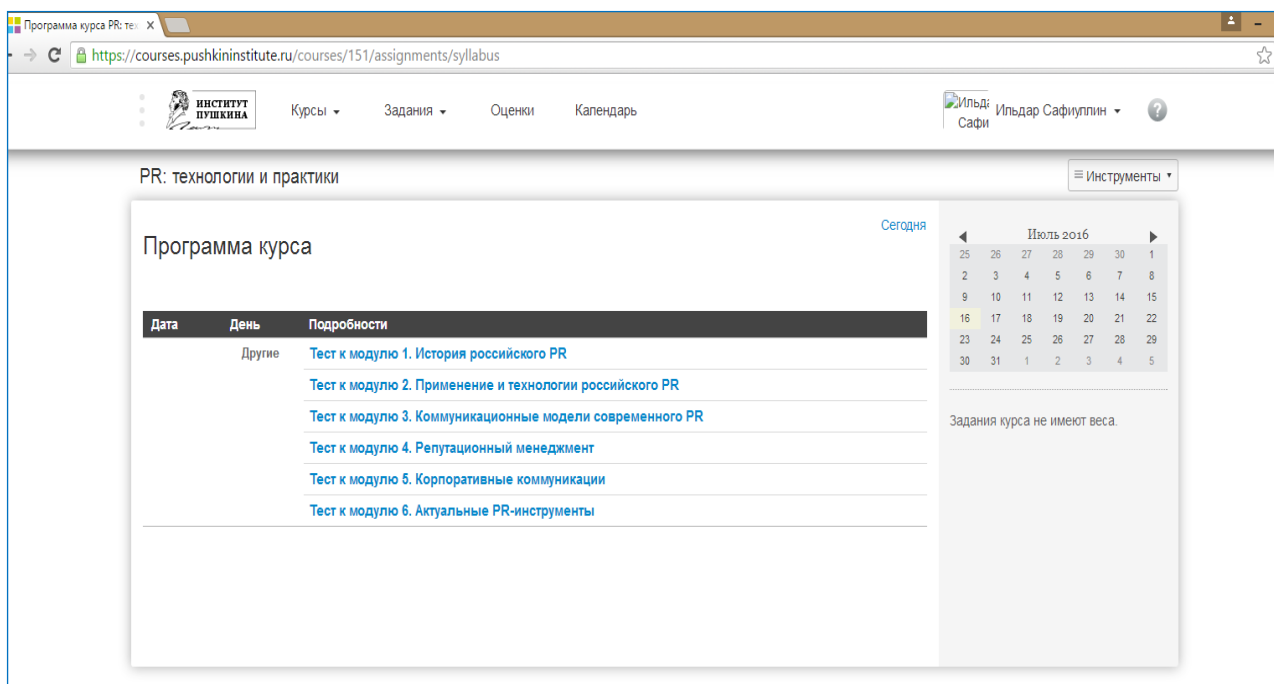 Программа курса PR: тех
https://courses.pushkininstitute.ru/courses/151/assignments/syllabus
ИНСТИТУТ
ПУШКИНА
Курсы Задания Оценки Календарь
Ильда
Сафи
Ильдар Сафиуллин
?
PR: технологии и практики
Инструменты
Сегодня
Программа курса
Дата День Подробности
Другие Тест к модулю 1. История российского PR
Тест к модулю 2. Применение и технологии российского PR
Тест к модулю 3. Коммуникационные модели современного PR
Тест к модулю 4. Репутационный менеджмент
Тест к модулю 5. Корпоративные коммуникации
Тест к модулю 6. Актуальные PR-инструменты
Июль 2016
25 26 27 28 29 30 1
2 3 4 5 6 7 8
9 10 11 12 13 14 15
16 17 18 19 20 21 22
23 24 25 26 27 28 29
30 31 1 2 3 4 5
Задания курса не имеют веса.